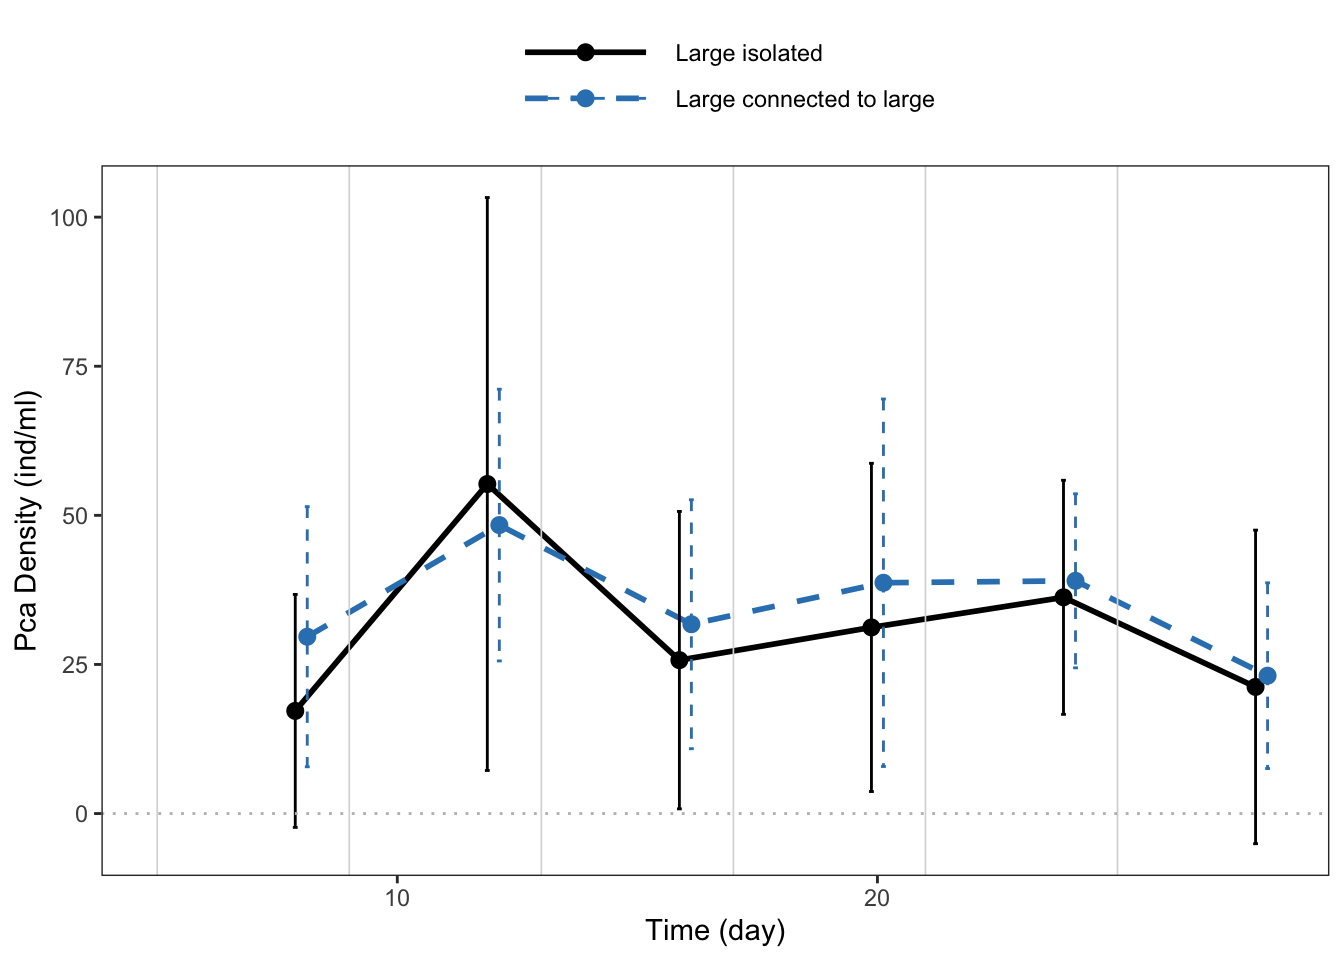 Large isolated
Large connected to large
100
75
50
25
0
Pca Density (ind/ml)
10
20
Time (day)